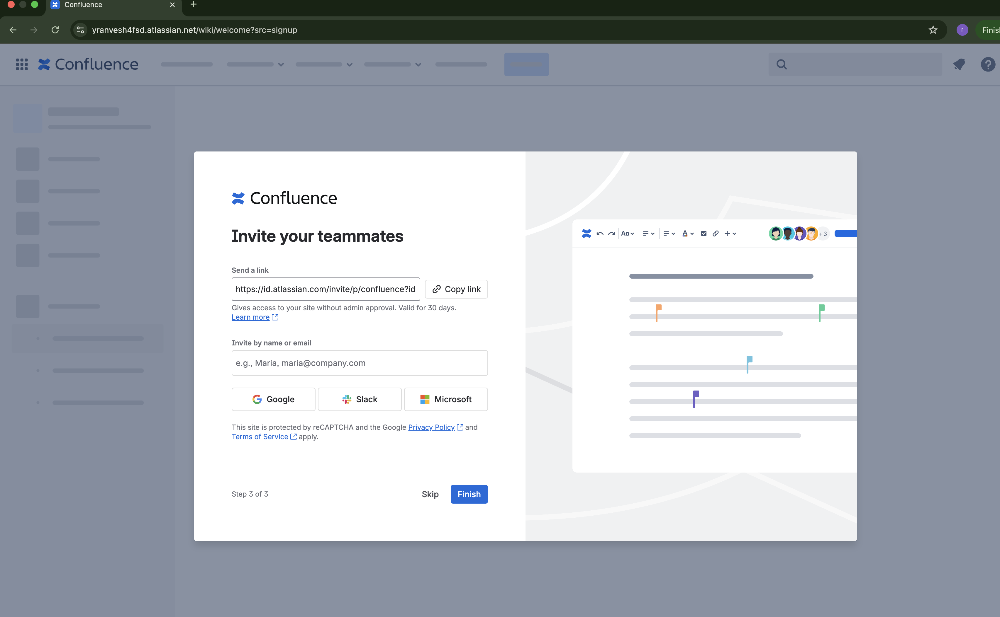 Confluence
yranvesh4fsd.atlassian.net/wiki/welcome?src=signup
r
Confluence
Confluence
Invite your teammates
Send a link
https://id.atlassian.com/invite/p/confluence?id
Copy link
Gives access to your site without admin approval. Valid for 30 days.
Learn more
Invite by name or email
e.g., Maria, maria@company.com
Google
Slack
Microsoft
This site is protected by reCAPTCHA and the Google Privacy Policy and
Terms of Service apply.
Step 3 of 3
Skip
Finish
Aa
A
+3